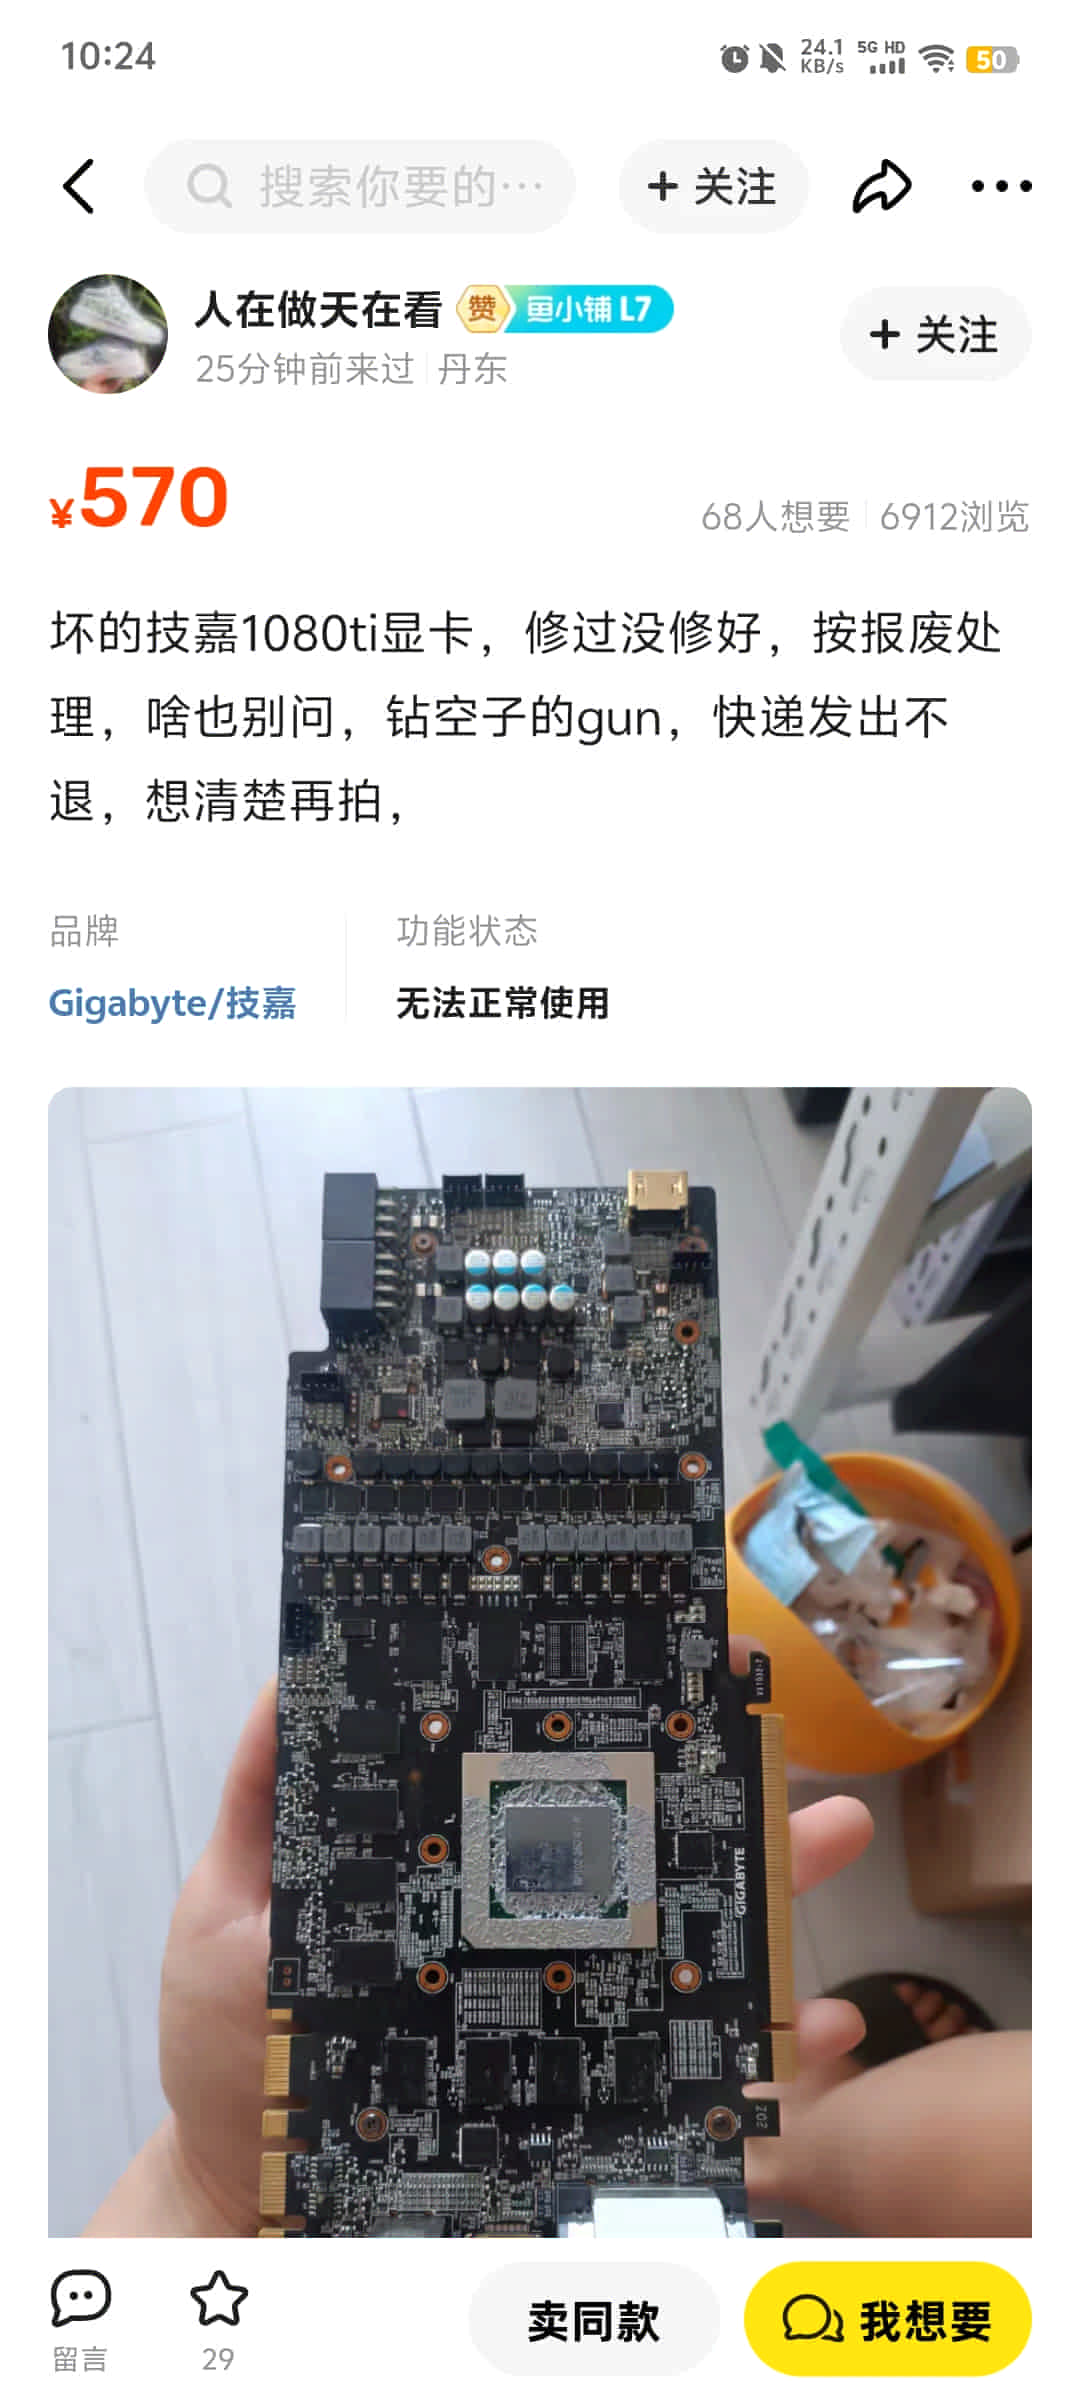 10:24
24.1 KB/s
5G HD
50
搜索你要的…
+ 关注
人在做天在看
赞 鱼小铺 L7
25分钟前来过 丹东
+ 关注
¥570
68人想要 6912浏览
坏的技嘉1080ti显卡，修过没修好，按报废处
理，啥也别问，钻空子的gun，快递发出不
退，想清楚再拍，
品牌
功能状态
Gigabyte/技嘉
无法正常使用
GIGABYTE
留言
29
卖同款
我想要